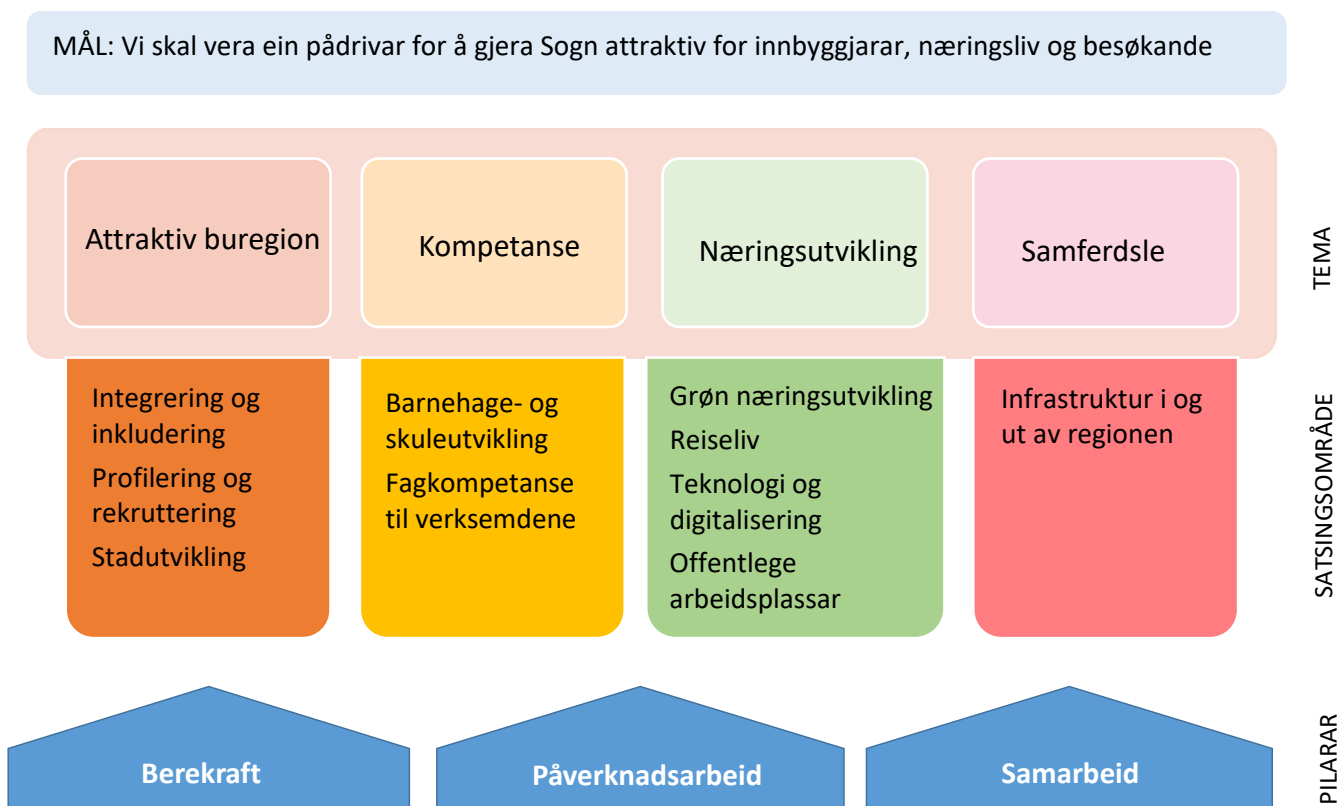 MÅL: Vi skal vera ein pådrivar for å gjera Sogn attraktiv for innbyggjarar, næringsliv og besøkande
Attraktiv buregion
Kompetanse
Næringsutvikling
Samferdsle
TEMA
Integrering og
inkludering
Profilering og
rekruttering
Stadutvikling
Barnehage- og
skuleutvikling
Fagkompetanse
til verksemdene
Grøn næringsutvikling
Reiseliv
Teknologi og
digitalisering
Offentlege
arbeidsplassar
Infrastruktur i og
ut av regionen
SATSINGSOMRÅDE
Berekraft
Påverknadsarbeid
Samarbeid
PILARAR